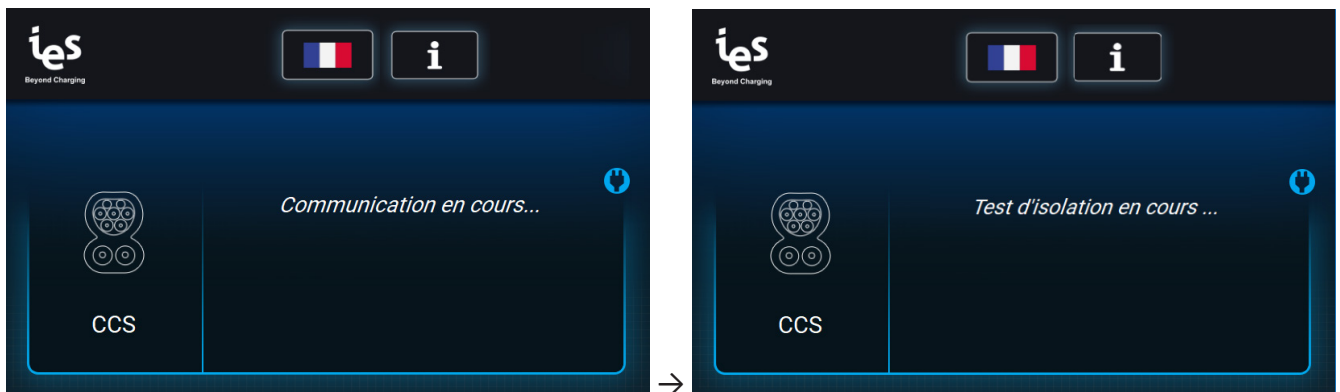 ies
Beyond Charging
i
Communication en cours...
CCS
→
ies
Beyond Charging
i
Test d'isolation en cours ...
CCS